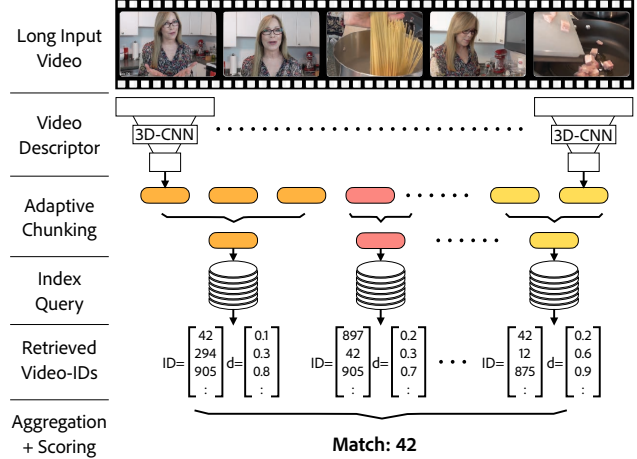 Long Input
Video
Video
Descriptor
3D-CNN
3D-CNN
Adaptive
Chunking
Index
Query
Retrieved
Video-IDs
ID= 42 294 905 : d= 0.1 0.3 0.8 :
ID= 897 42 905 : d= 0.2 0.3 0.7 :
ID= 42 12 875 : d= 0.2 0.6 0.9 :
Aggregation
+ Scoring
Match: 42